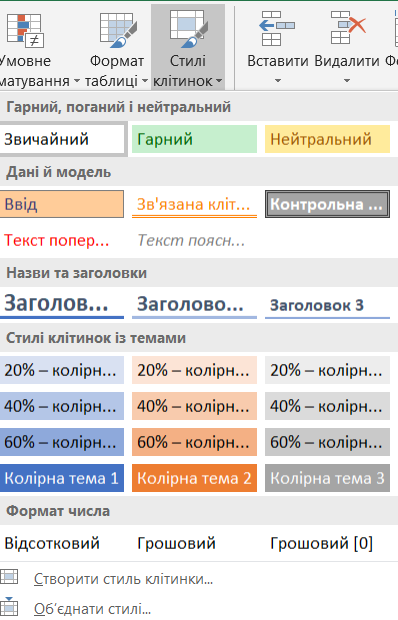 Умовне Формат Стилі Вставити Видалити
матування таблиці клітинок
Гарний, поганий і нейтральний
Звичайний Гарний Нейтральний
Дані й модель
Ввід Зв'язана кліт... Контрольна ...
Текст попер... Текст поясн...
Назви та заголовки
Заголов... Заголово... Заголовок 3
Стилі клітинок із темами
20% – колірн... 20% – колірн... 20% – колірн...
40% – колірн... 40% – колірн... 40% – колірн...
60% – колірн... 60% – колірн... 60% – колірн...
Колірна тема 1 Колірна тема 2 Колірна тема 3
Формат числа
Відсотковий Грошовий Грошовий [0]
Створити стиль клітинки...
Об'єднати стилі...